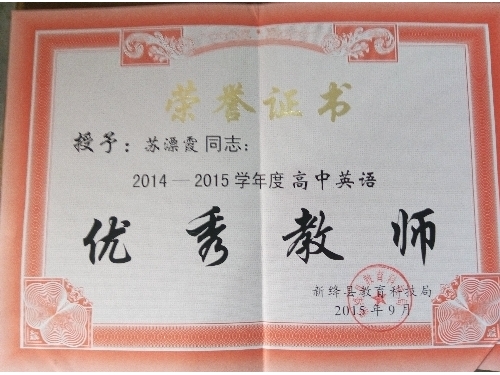 荣誉证书
授予：苏漂霞同志：
2014—2015学年度高中英语
优秀教师
新绛县教育科技局
2015年9月